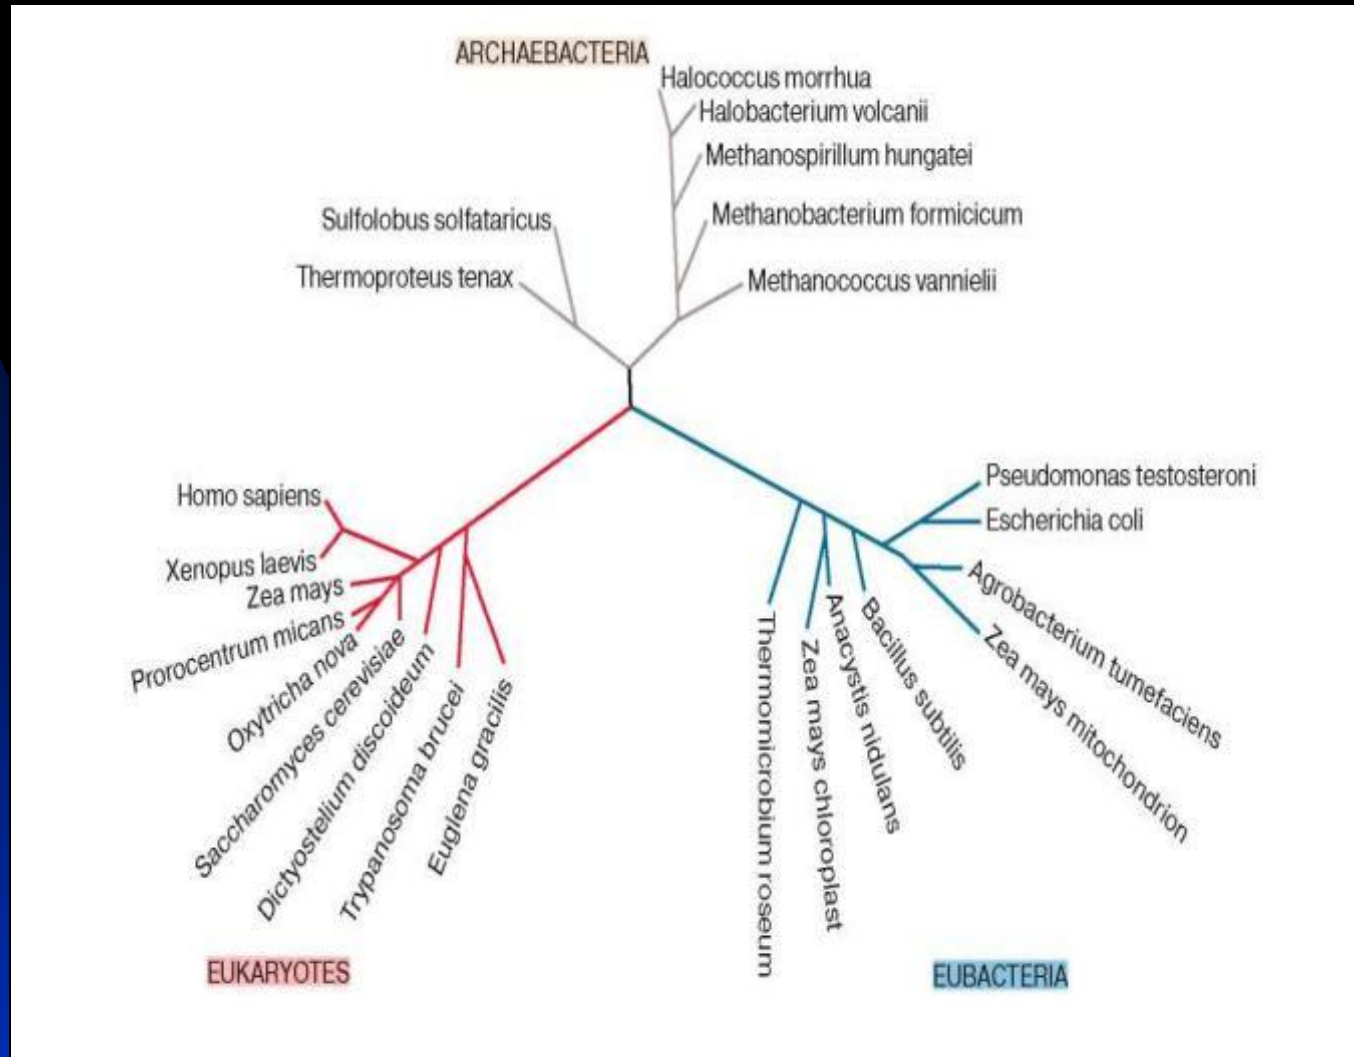 ARCHAEBACTERIA
Halococcus morrhua
Halobacterium volcanii
Methanospirillum hungatei
Methanobacterium formicicum
Methanococcus vannielii
Sulfolobus solfataricus
Thermoproteus tenax
Homo sapiens
Xenopus laevis
Zea mays
Prorocentrum micans
Oxytricha nova
Saccharomyces cerevisiae
Dictyostelium discoideum
Trypanosoma brucei
Euglena gracilis
EUKARYOTES
Pseudomonas testosteroni
Escherichia coli
Agrobacterium tumefaciens
Zea mays mitochondrion
Bacillus subtilis
Anacystis nidulans
Zea mays chloroplast
Thermomicrobium roseum
EUBACTERIA